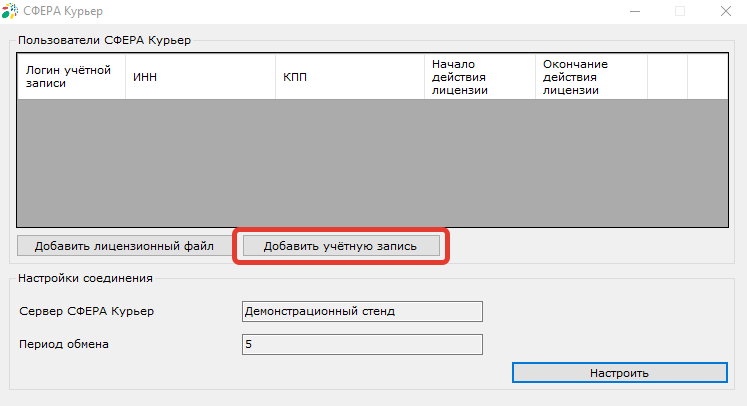 СФЕРА Курьер
Пользователи СФЕРА Курьер
Логин учётной
записи
ИНН
КПП
Начало
действия
лицензии
Окончание
действия
лицензии
Добавить лицензионный файл
Добавить учётную запись
Настройки соединения
Сервер СФЕРА Курьер
Демонстрационный стенд
Период обмена
5
Настроить